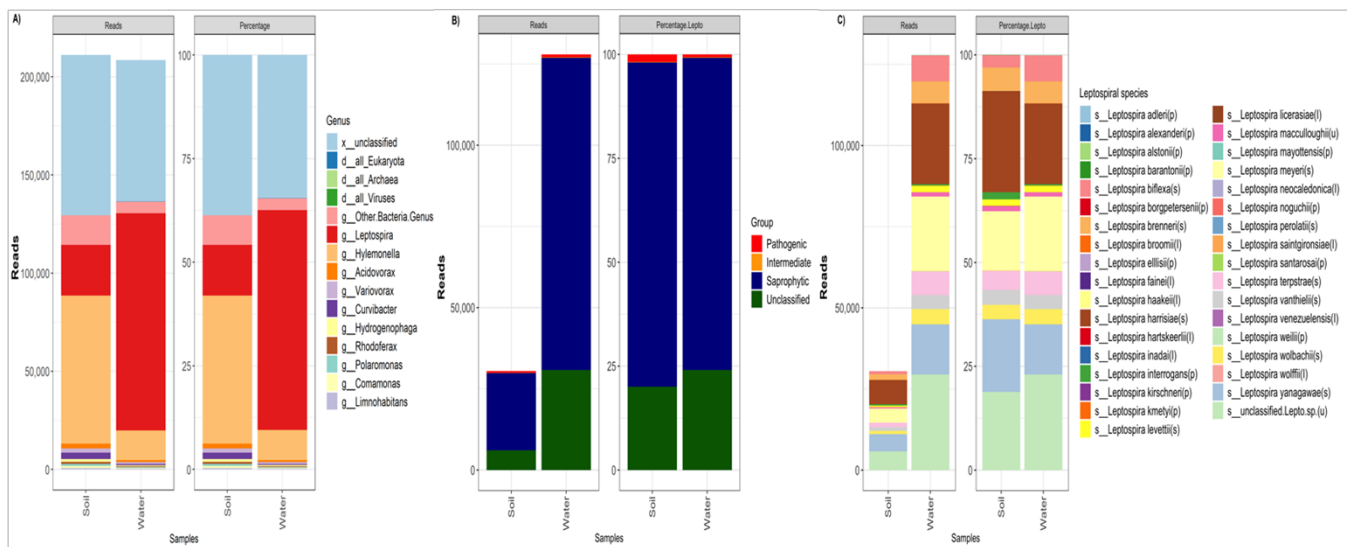 A)
Reads
Percentage
200,000
150,000
100,000
50,000
0
100
75
50
25
0
Reads
Soil
Water
Soil
Water
Samples
Genus
x__unclassified
d__all_Eukaryota
d__all_Archaea
d__all_Viruses
g__Other.Bacteria.Genus
g__Leptospira
g__Hylemonella
g__Acidovorax
g__Variovorax
g__Curvibacter
g__Hydrogenophaga
g__Rhodoferax
g__Polaromonas
g__Comamonas
g__Limnohabitans
B)
Reads
Percentage.Lepto
100,000
50,000
0
100
75
50
25
0
Reads
Soil
Water
Soil
Water
Samples
Group
Pathogenic
Intermediate
Saprophytic
Unclassified
C)
Reads
Percentage.Lepto
100,000
50,000
0
100
75
50
25
0
Reads
Soil
Water
Soil
Water
Samples
Leptospiral species
s__Leptospira adleri(p)
s__Leptospira alexanderi(p)
s__Leptospira alstonii(p)
s__Leptospira barantonii(p)
s__Leptospira biflexa(s)
s__Leptospira borgpetersenii(p)
s__Leptospira brenneri(s)
s__Leptospira broomii(I)
s__Leptospira elllisii(p)
s__Leptospira fainei(I)
s__Leptospira haakeii(I)
s__Leptospira harrisiae(s)
s__Leptospira hartskeerlii(I)
s__Leptospira inadai(I)
s__Leptospira interrogans(p)
s__Leptospira kirschneri(p)
s__Leptospira kmetyi(p)
s__Leptospira levettii(s)
s__Leptospira licerasiae(I)
s__Leptospira macculloughii(u)
s__Leptospira mayottensis(p)
s__Leptospira meyeri(s)
s__Leptospira neocaledonica(I)
s__Leptospira noguchii(p)
s__Leptospira perolatii(s)
s__Leptospira saintgironsiae(I)
s__Leptospira santarosai(p)
s__Leptospira terpstrae(s)
s__Leptospira vanthielii(s)
s__Leptospira venezuelensis(I)
s__Leptospira weilii(p)
s__Leptospira wolbachii(s)
s__Leptospira wolffii(I)
s__Leptospira yanagawae(s)
s__unclassified.Lepto.sp.(u)